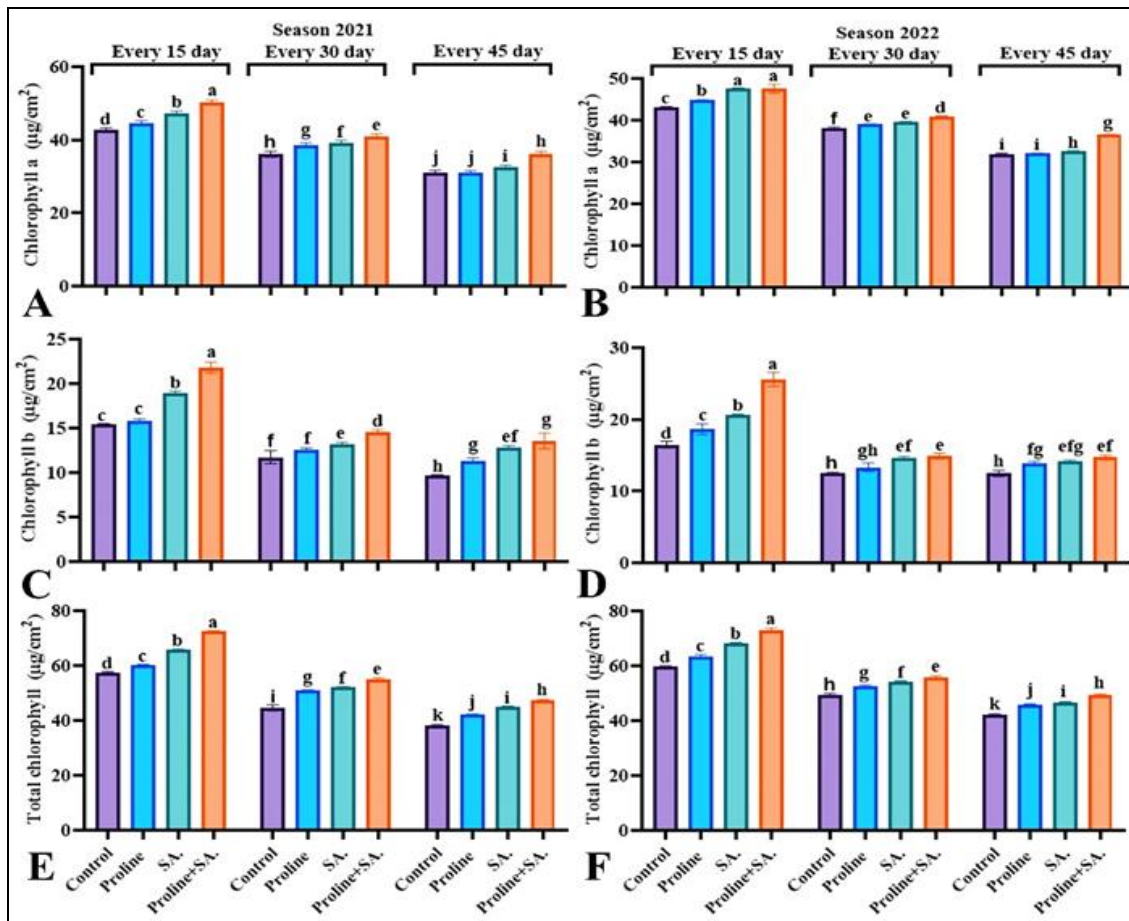 Season 2021
Every 15 day Every 30 day Every 45 day
Chlorophyll a (µg/cm²)
60
40
20
0
d c b a h g f e j j i h
A
Season 2022
Every 15 day Every 30 day Every 45 day
Chlorophyll a (µg/cm²)
50
40
30
20
10
0
c b a a f e e d i i h g
B
Chlorophyll b (µg/cm²)
25
20
15
10
5
0
c c b a f f e d h g ef g
C
Chlorophyll b (µg/cm²)
30
20
10
0
d c b a h gh ef e h fg efg ef
D
Total chlorophyll (µg/cm²)
80
60
40
20
0
d c b a i g f e k j i h
Control Proline SA. Proline+SA. Control Proline SA. Proline+SA. Control Proline SA. Proline+SA.
E
Total chlorophyll (µg/cm²)
80
60
40
20
0
d c b a h g f e k j i h
Control Proline SA. Proline+SA. Control Proline SA. Proline+SA. Control Proline SA. Proline+SA.
F